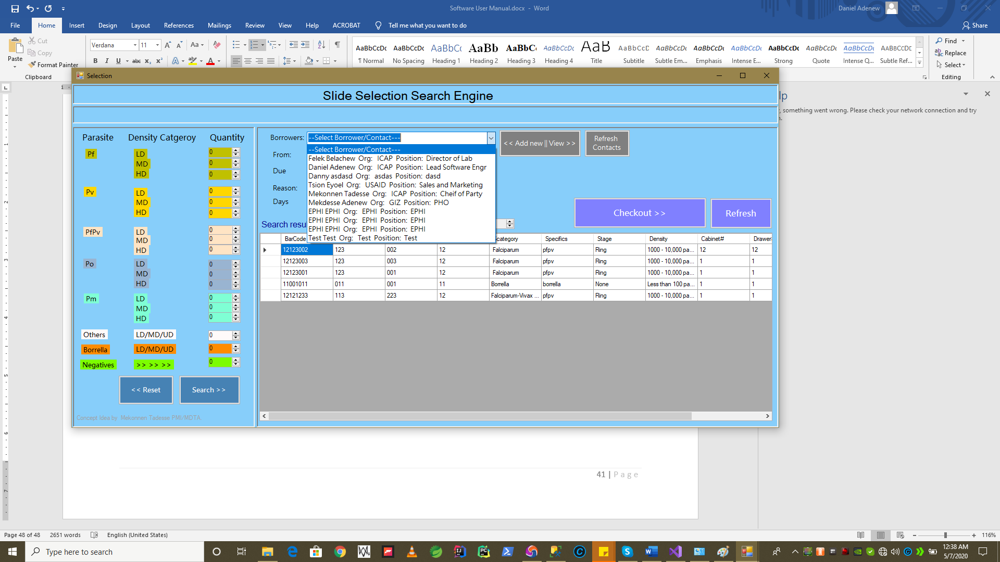 Software User Manual.docx - Word
Daniel Adenew
File Home Insert Design Layout References Mailings Review View Help ACROBAT Tell me what you want to do
Share
Paste
Cut
Copy
Format Painter
Clipboard
Verdana 11
AaBbCcDc AaBbCcDc AaBbCc AaBb AaBbC AaBbCcDc AaB AaBbCcD AaBbCcDc AaBbCcDc AaBbCcDc AaBbCcDc AaBbCcDc AaBbCcDc AABBCCDE
¶ Normal No Spacing Heading 1 Heading 2 Heading 3 Heading 4 Title Subtitle Subtle Em... Emphasis Intense E... Strong Quote Intense Q... Subtle Ref...
Find
Replace
Select
Editing
Selection
Slide Selection Search Engine
lp
, something went wrong. Please check your network connection and try
Parasite Density Catgeroy Quantity
Pf LD 0
MD 0
HD 0
Pv LD 0
MD 0
HD 0
PfPv LD 0
MD 0
HD 0
Po LD 0
MD 0
HD 0
Pm LD 0
MD 0
HD 0
Others LD/MD/UD 0
Borrella LD/MD/UD 0
Negatives >> >> >> 0
<< Reset Search >>
Concept Idea by Mekonnen Tadesse PMI/MDTA.
Borrowers: --Select Borrower/Contact---
<< Add new || View >>
Refresh
Contacts
From:
Due
Reason:
Days
--Select Borrower/Contact---
Felek Belachew Org: ICAP Position: Director of Lab
Daniel Adenew Org: ICAP Position: Lead Software Engr
Danny asdasd Org: asdas Position: dasd
Tsion Eyoel Org: USAID Position: Sales and Marketing
Mekonnen Tadesse Org: ICAP Position: Cheif of Party
Mekdesse Adenew Org: GIZ Position: PHO
EPHI EPHI Org: EPHI Position: EPHI
EPHI EPHI Org: EPHI Position: EPHI
EPHI EPHI Org: EPHI Position: EPHI
Test Test Org: Test Position: Test
Checkout >> Refresh
Search resu
BarCode Scategory Specifics Stage Density Cabinet# Drawer
12123002 123 002 12 Falciparum pfpv Ring 1000 - 10,000 pa... 12 12
12123003 123 003 12 Falciparum pfpv Ring 1000 - 10,000 pa... 1 1
12123001 123 001 12 Falciparum pfpv Ring 1000 - 10,000 pa... 1 1
11001011 011 001 11 Borrella borrella None Less than 100 pa... 1 1
12121233 113 223 12 Falciparum-Vivax ... pfpv Ring 1000 - 10,000 pa... 1 1
41 | Page
Page 48 of 48 2651 words English (United States)
116%
Type here to search
12:38 AM
5/7/2020